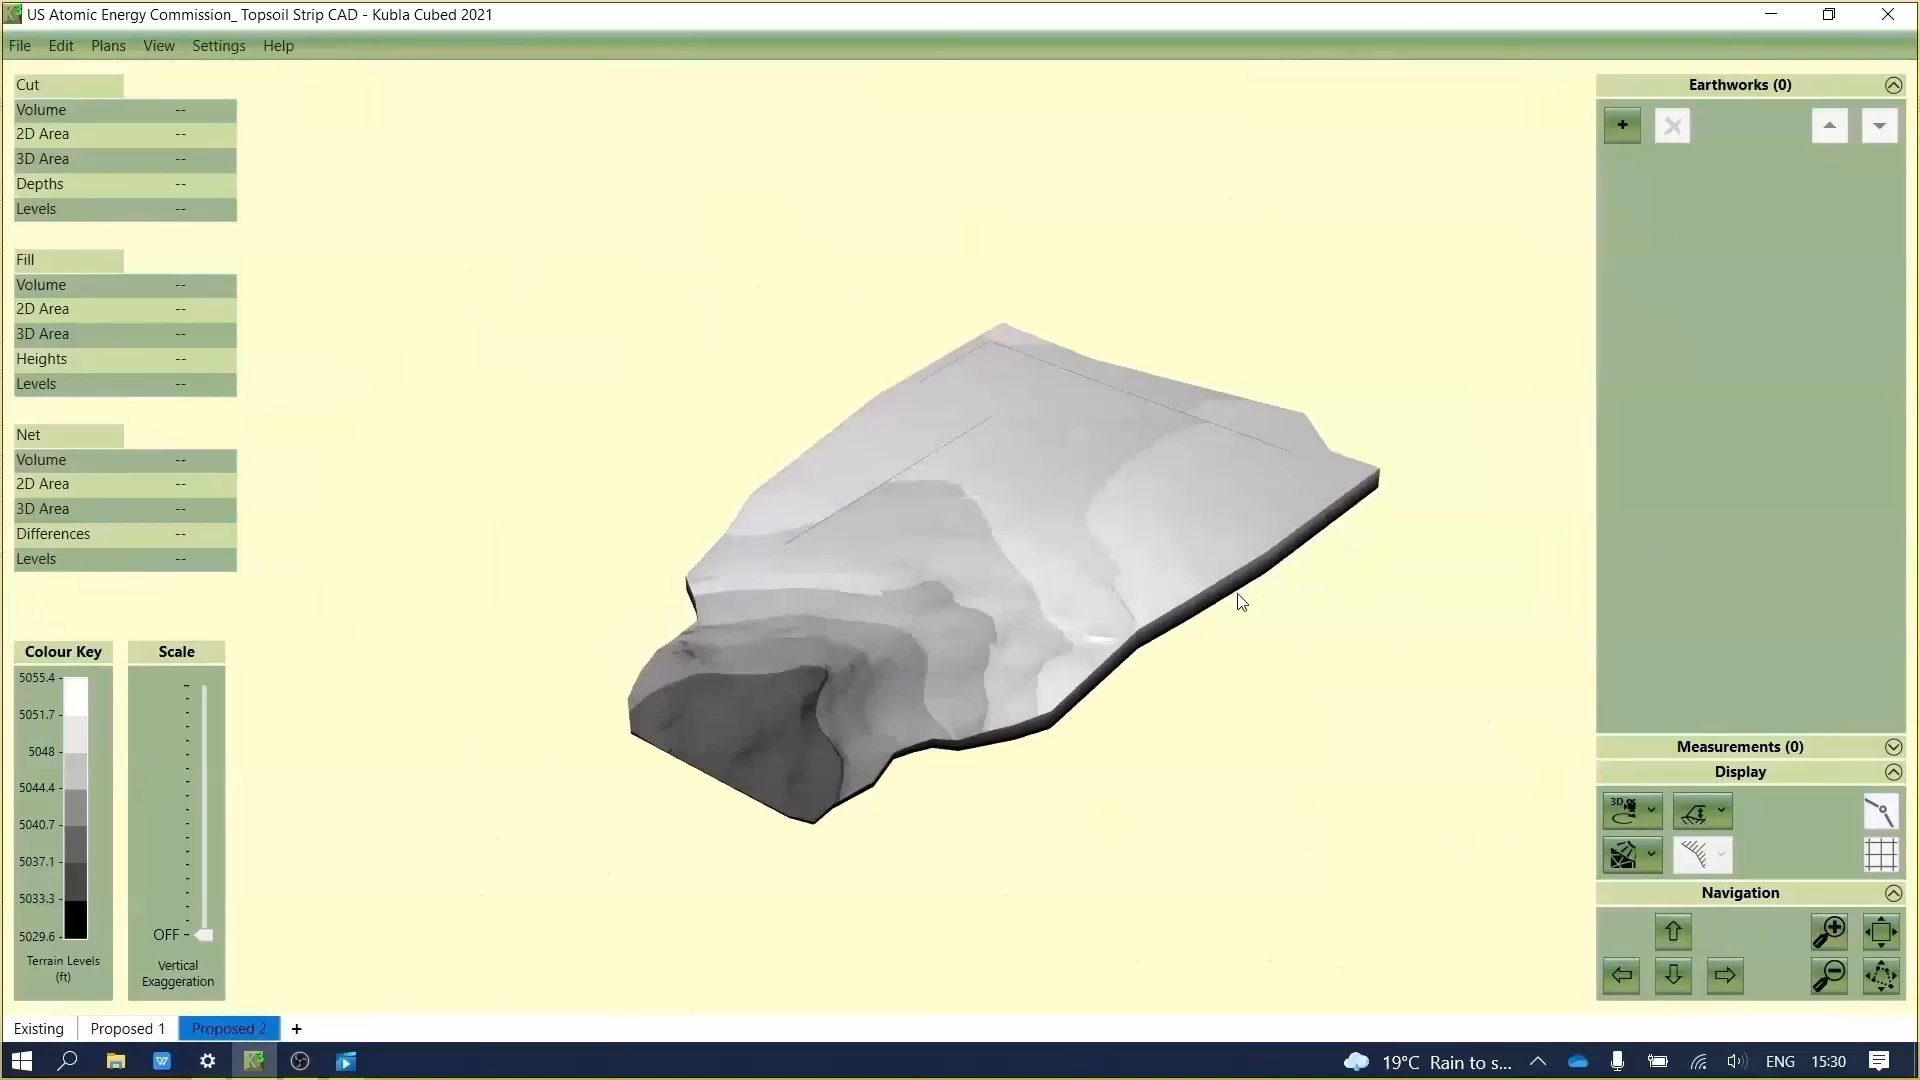 US Atomic Energy Commission_ Topsoil Strip CAD - Kubla Cubed 2021
File Edit Plans View Settings Help
Cut
Volume --
2D Area --
3D Area --
Depths --
Levels --
Fill
Volume --
2D Area --
3D Area --
Heights --
Levels --
Net
Volume --
2D Area --
3D Area --
Differences --
Levels --
Colour Key
5055.4
5051.7
5048
5044.4
5040.7
5037.1
5033.3
5029.6
Terrain Levels
(ft)
Scale
OFF
Vertical
Exaggeration
Earthworks (0)
Measurements (0)
Display
3D
Navigation
Existing Proposed 1 Proposed 2 +
19°C Rain to s... ENG 15:30